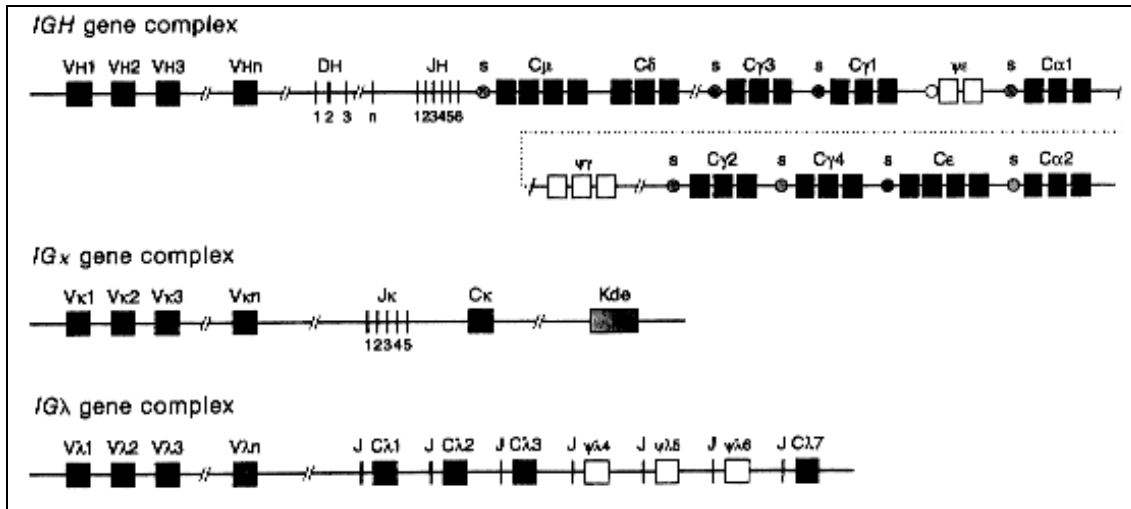 IGH gene complex
VH1 VH2 VH3 VHn DH JH s Cμ Cδ s Cγ3 s Cγ1 ψε s Cα1
1 2 3 n 123456
ψγ s Cγ2 s Cγ4 s Cε s Cα2
IGκ gene complex
Vκ1 Vκ2 Vκ3 Vκn Jκ Cκ Kde
12345
IGλ gene complex
Vλ1 Vλ2 Vλ3 Vλn J Cλ1 J Cλ2 J Cλ3 J ψλ4 J ψλ5 J ψλ6 J Cλ7